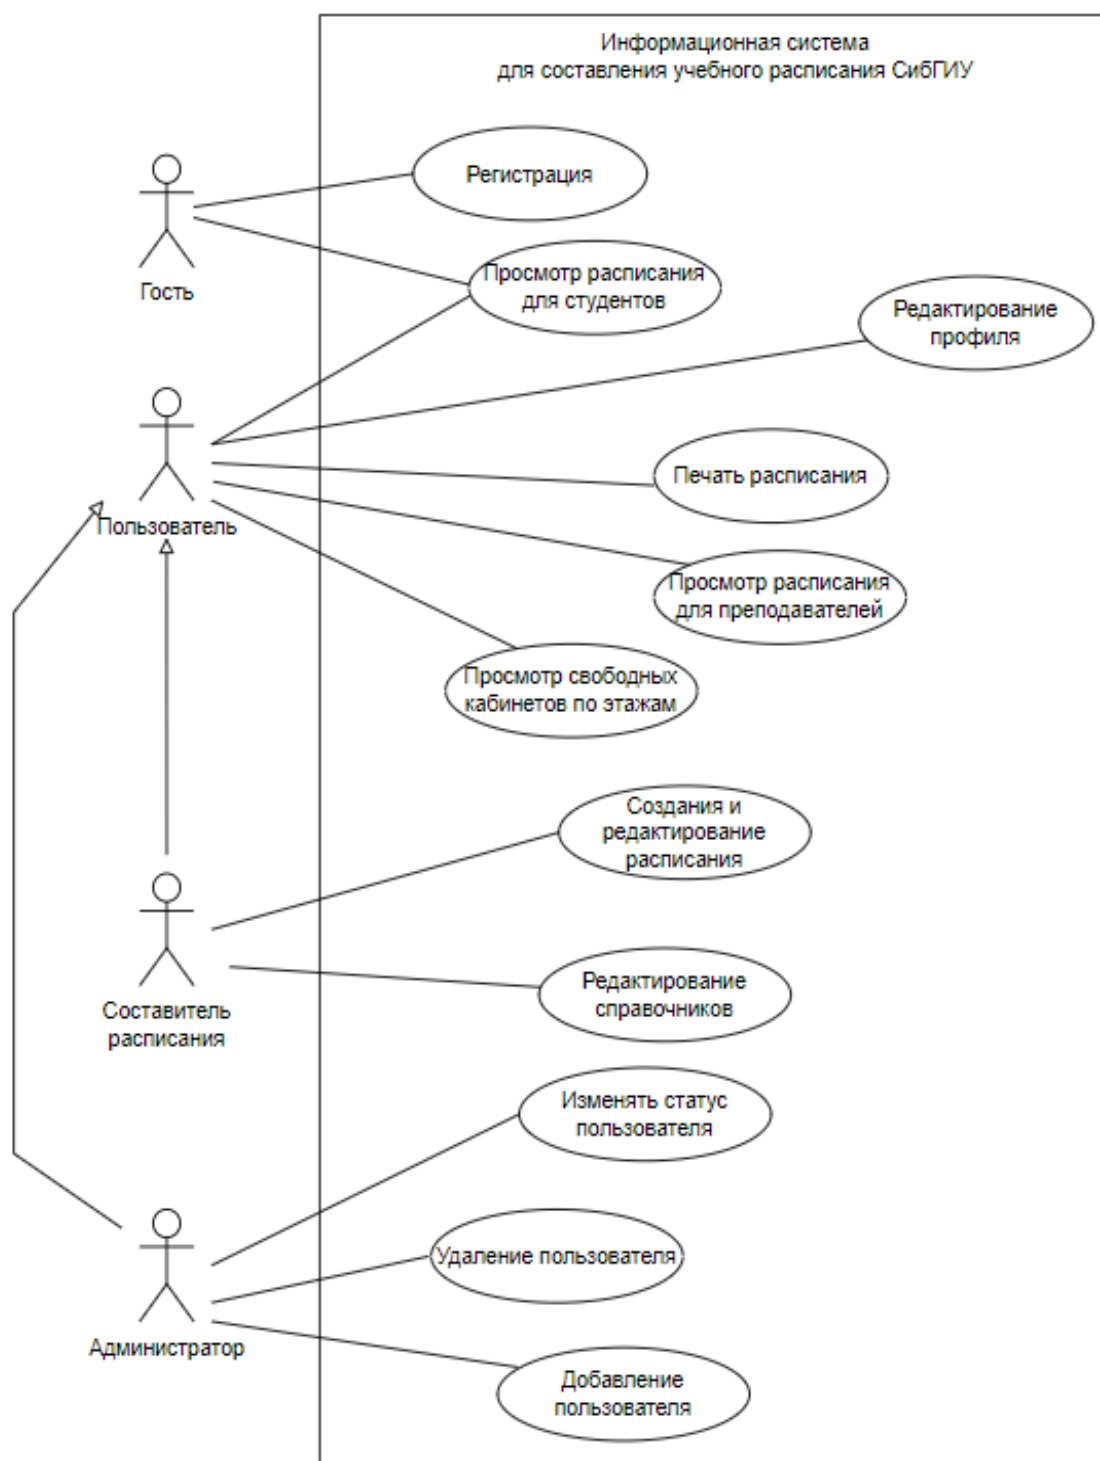 Информационная система
для составления учебного расписания СибГИУ
Регистрация
Гость
Просмотр расписания
для студентов
Редактирование
профиля
Пользователь
Печать расписания
Просмотр расписания
для преподавателей
Просмотр свободных
кабинетов по этажам
Создания и
редактирование
расписания
Составитель
расписания
Редактирование
справочников
Изменять статус
пользователя
Удаление пользователя
Администратор
Добавление
пользователя